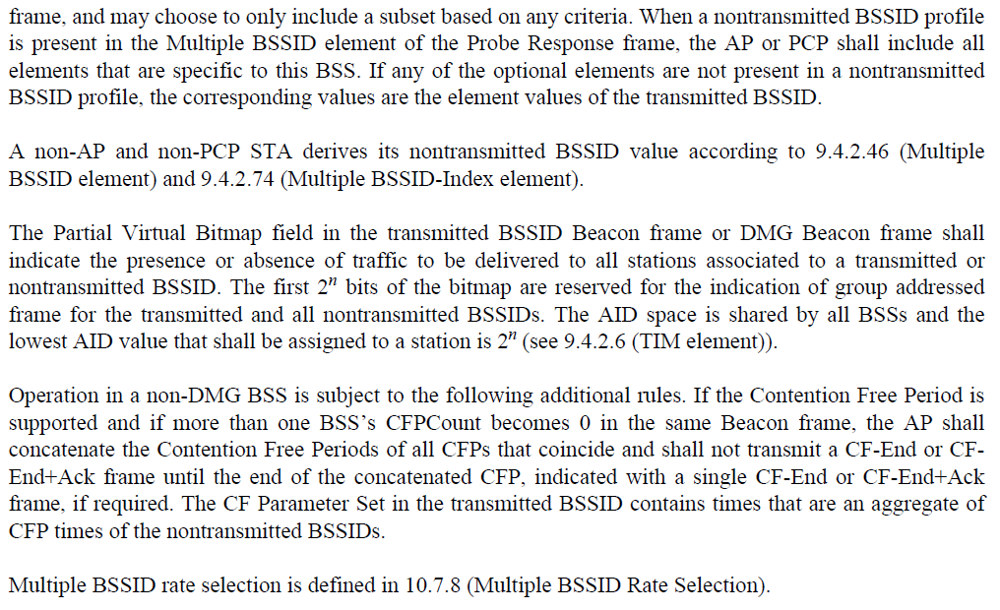 frame, and may choose to only include a subset based on any criteria. When a nontransmitted BSSID profile
is present in the Multiple BSSID element of the Probe Response frame, the AP or PCP shall include all
elements that are specific to this BSS. If any of the optional elements are not present in a nontransmitted
BSSID profile, the corresponding values are the element values of the transmitted BSSID.
A non-AP and non-PCP STA derives its nontransmitted BSSID value according to 9.4.2.46 (Multiple
BSSID element) and 9.4.2.74 (Multiple BSSID-Index element).
The Partial Virtual Bitmap field in the transmitted BSSID Beacon frame or DMG Beacon frame shall
indicate the presence or absence of traffic to be delivered to all stations associated to a transmitted or
nontransmitted BSSID. The first 2ⁿ bits of the bitmap are reserved for the indication of group addressed
frame for the transmitted and all nontransmitted BSSIDs. The AID space is shared by all BSSs and the
lowest AID value that shall be assigned to a station is 2ⁿ (see 9.4.2.6 (TIM element)).
Operation in a non-DMG BSS is subject to the following additional rules. If the Contention Free Period is
supported and if more than one BSS’s CFPCount becomes 0 in the same Beacon frame, the AP shall
concatenate the Contention Free Periods of all CFPs that coincide and shall not transmit a CF-End or CF-
End+Ack frame until the end of the concatenated CFP, indicated with a single CF-End or CF-End+Ack
frame, if required. The CF Parameter Set in the transmitted BSSID contains times that are an aggregate of
CFP times of the nontransmitted BSSIDs.
Multiple BSSID rate selection is defined in 10.7.8 (Multiple BSSID Rate Selection).